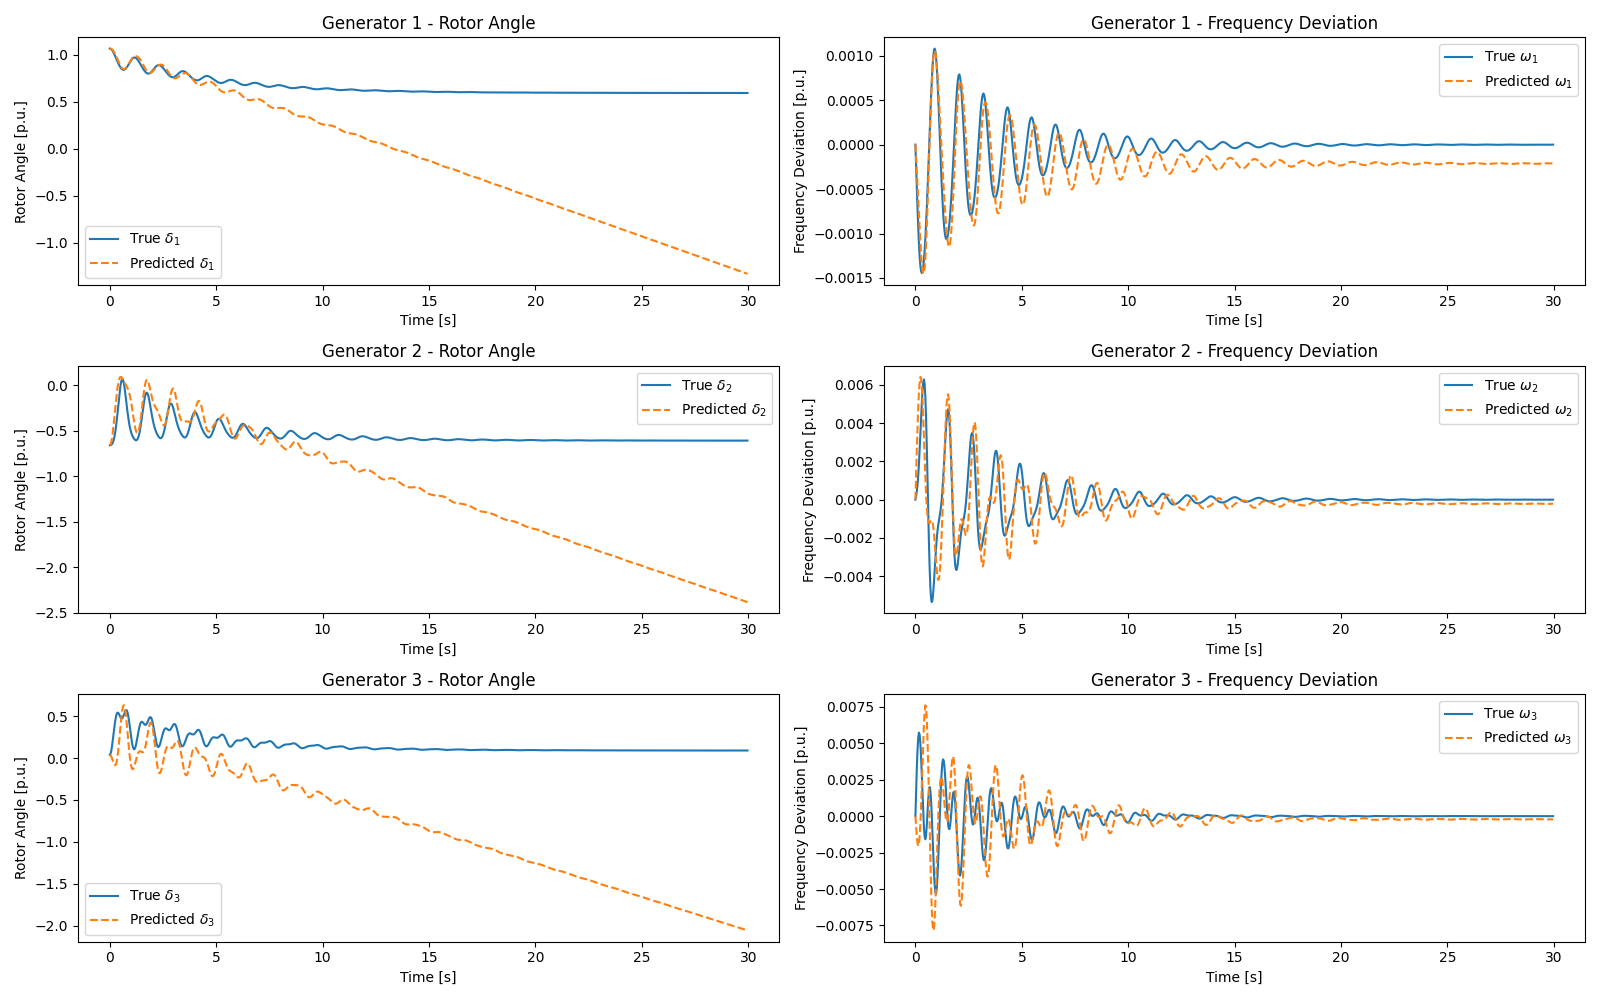 Generator 1 - Rotor Angle
Rotor Angle [p.u.]
1.0
0.5
0.0
−0.5
−1.0
True δ1
Predicted δ1
0 5 10 15 20 25 30
Time [s]
Generator 1 - Frequency Deviation
Frequency Deviation [p.u.]
0.0010
0.0005
0.0000
−0.0005
−0.0010
−0.0015
True ω1
Predicted ω1
0 5 10 15 20 25 30
Time [s]
Generator 2 - Rotor Angle
Rotor Angle [p.u.]
0.0
−0.5
−1.0
−1.5
−2.0
−2.5
True δ2
Predicted δ2
0 5 10 15 20 25 30
Time [s]
Generator 2 - Frequency Deviation
Frequency Deviation [p.u.]
0.006
0.004
0.002
0.000
−0.002
−0.004
True ω2
Predicted ω2
0 5 10 15 20 25 30
Time [s]
Generator 3 - Rotor Angle
Rotor Angle [p.u.]
0.5
0.0
−0.5
−1.0
−1.5
−2.0
True δ3
Predicted δ3
0 5 10 15 20 25 30
Time [s]
Generator 3 - Frequency Deviation
Frequency Deviation [p.u.]
0.0075
0.0050
0.0025
0.0000
−0.0025
−0.0050
−0.0075
True ω3
Predicted ω3
0 5 10 15 20 25 30
Time [s]